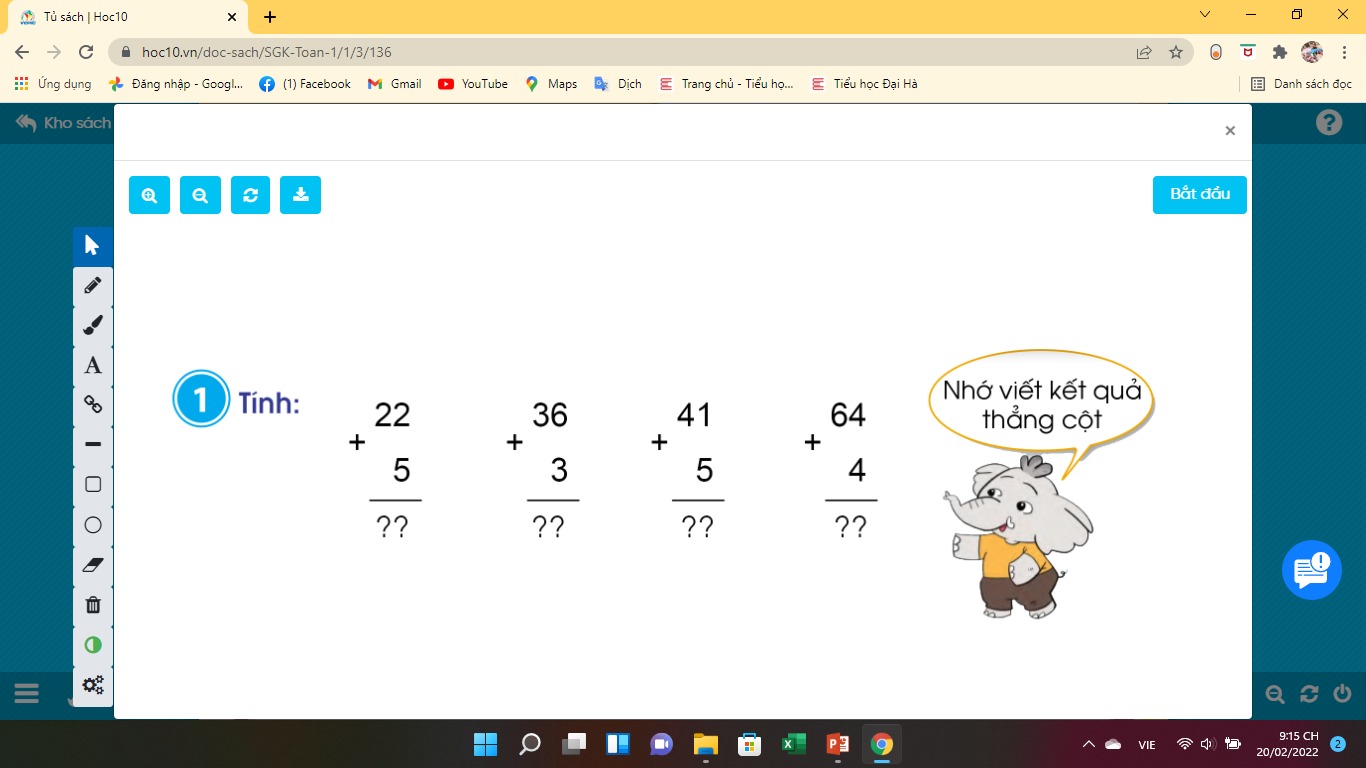 Tủ sách | Hoc10
hoc10.vn/doc-sach/SGK-Toan-1/1/3/136
Ứng dụng
Đăng nhập - Googl...
(1) Facebook
Gmail
YouTube
Maps
Dịch
Trang chủ - Tiểu họ...
Tiểu học Đại Hà
Danh sách đọc
Kho sách
Bắt đầu
A
1 Tính:
22 36 41 64
+ + + +
5 3 5 4
?? ?? ?? ??
Nhớ viết kết quả
thẳng cột
VIE
9:15 CH
20/02/2022
2